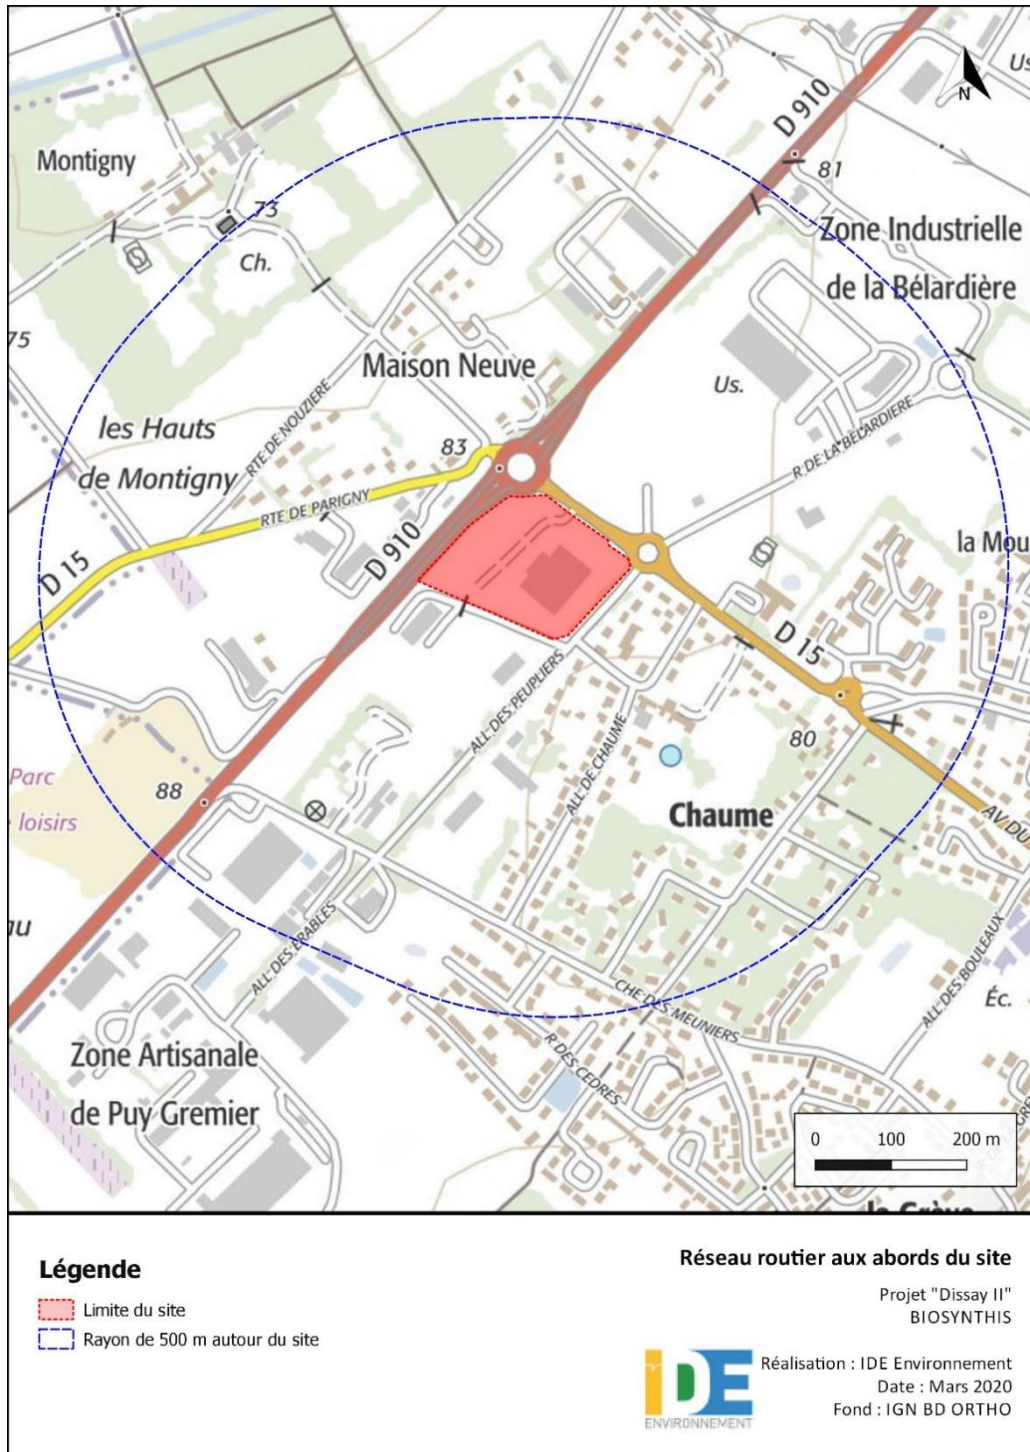 D 910
Us.
N
Montigny
81
73
Ch.
Zone Industrielle
de la Bélardière
75
Maison Neuve
Us.
les Hauts
de Montigny
RTE DE NOUZIERE
83
R DE LA BELARDIERE
RTE DE PARIGNY
D 15
D 910
la Mou
D 15
ALL DES PEUPLIERS
ALL DE CHAUME
80
Parc
loisirs
88
Chaume
AV DU
au
ALL DES ERABLES
ALL DES BOULEAUX
CHE DES MEUNIERS
Éc.
R DES CEDRES
Zone Artisanale
de Puy Gremier
0 100 200 m
la Grève
Légende
Limite du site
Rayon de 500 m autour du site
Réseau routier aux abords du site
Projet "Dissay II"
BIOSYNTHIS
IDE
ENVIRONNEMENT
Réalisation : IDE Environnement
Date : Mars 2020
Fond : IGN BD ORTHO